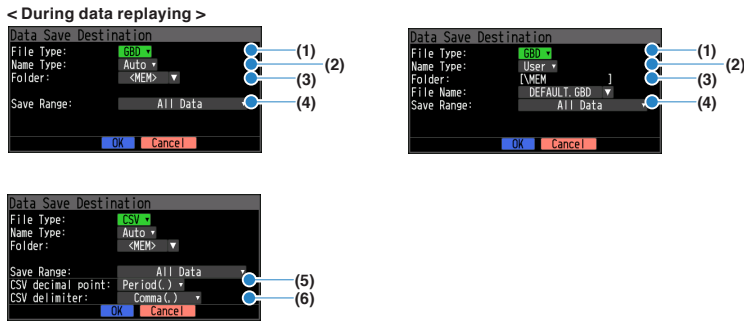 < During data replaying >
Data Save Destination
File Type: GBD ▾ (1)
Name Type: Auto ▾ (2)
Folder: <MEM> ▼ (3)
Save Range: All Data ▾ (4)
OK Cancel
Data Save Destination
File Type: GBD ▾ (1)
Name Type: User ▾ (2)
Folder: [\MEM ] (3)
File Name: DEFAULT.GBD ▼
Save Range: All Data ▾ (4)
OK Cancel
Data Save Destination
File Type: CSV ▾
Name Type: Auto ▾
Folder: <MEM> ▼
Save Range: All Data ▾
CSV decimal point: Period(.) ▾ (5)
CSV delimiter: Comma(,) ▾ (6)
OK Cancel